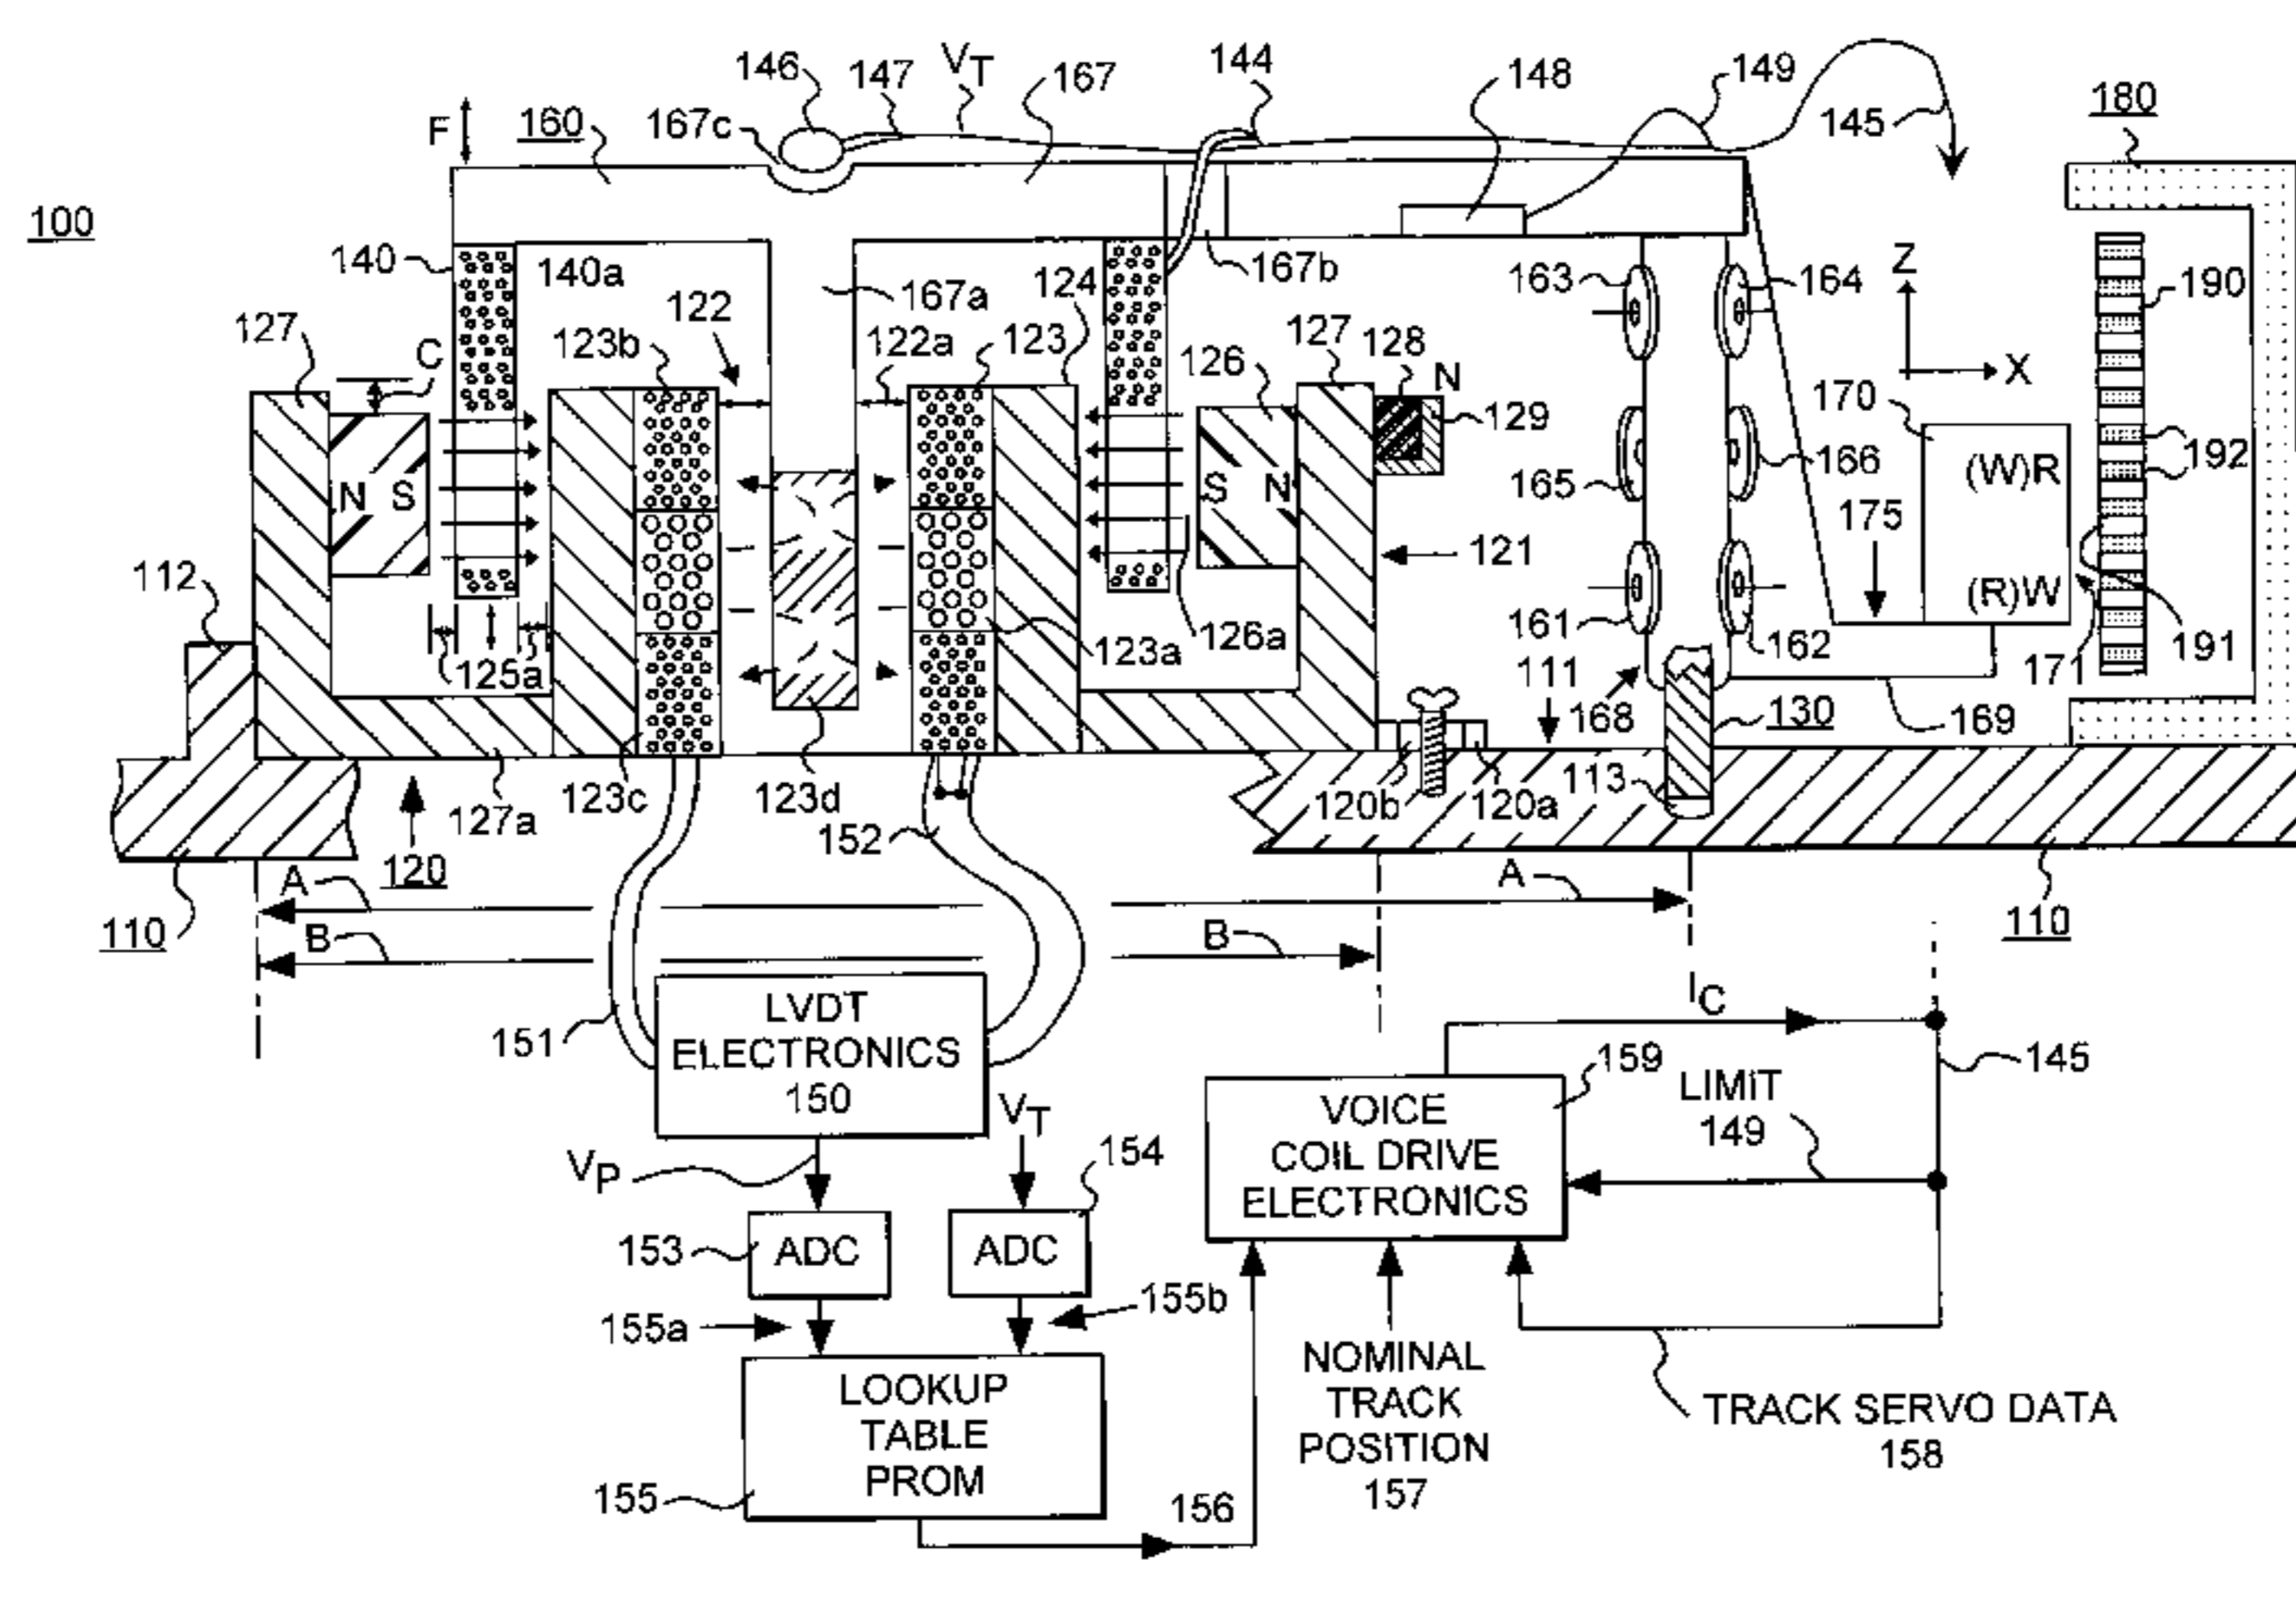 146 147 VT 167 144 148 149
F 160 167c 145 180
100
140 140a 167b 163 Z 164 190
127 122 167a 124
C 123b 122a 123 126 127 128 N X
129 170
N S S N 165 166 (W)R 192
175
112 121
161 (R)W
125a 123a 126a 111 162 171 191
168 130 169
123c 123d 113
127a 152 120b 120a
120 A A
110 B B 110
IC
151 LVDT
ELECTRONICS
150
159 145
LIMIT
149
VOICE
COIL DRIVE
ELECTRONICS
VP VT 154
153 ADC ADC
155a 155b
NOMINAL
TRACK
POSITION
157
LOOKUP
TABLE
PROM
TRACK SERVO DATA
158
155 156